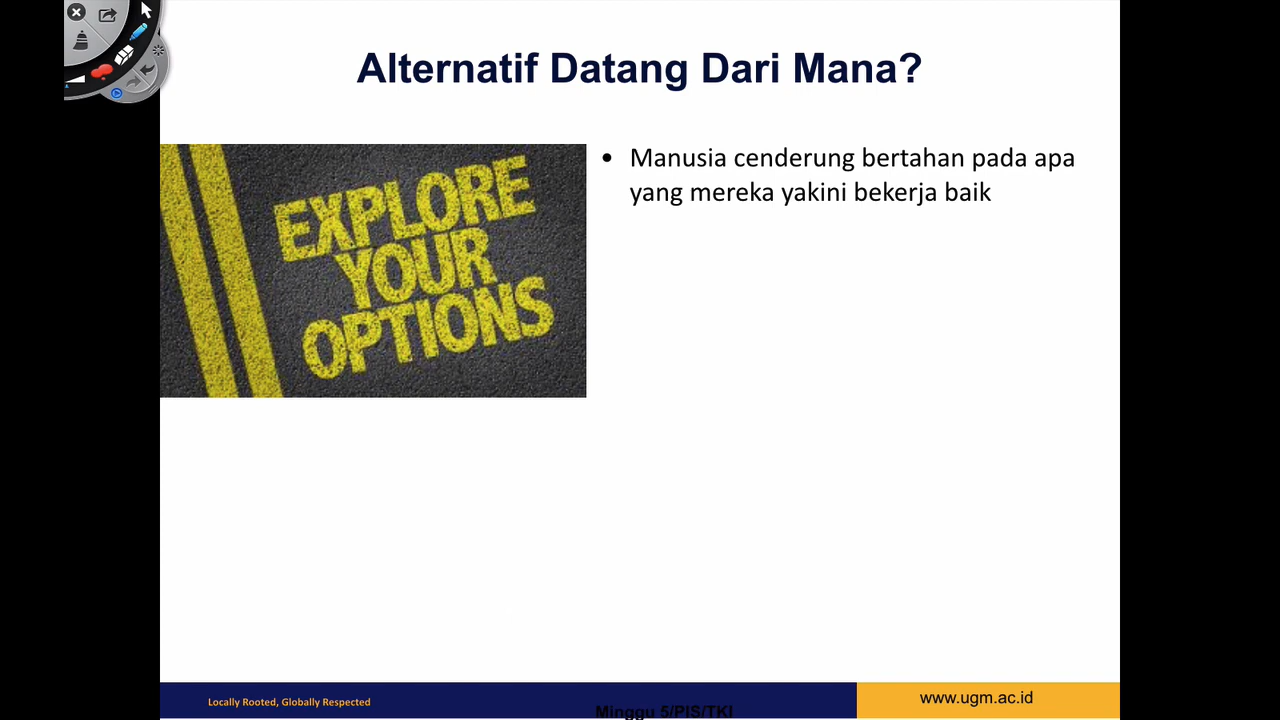 Alternatif Datang Dari Mana?
EXPLORE
YOUR
OPTIONS
• Manusia cenderung bertahan pada apa
yang mereka yakini bekerja baik
Locally Rooted, Globally Respected
Minggu 5/PIS/TKI
www.ugm.ac.id